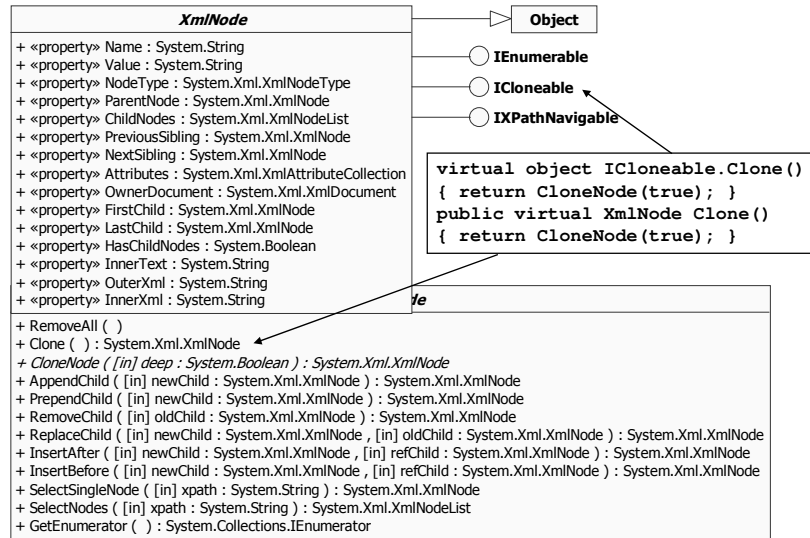 XmlNode
Object
+ «property» Name : System.String
+ «property» Value : System.String
+ «property» NodeType : System.Xml.XmlNodeType
+ «property» ParentNode : System.Xml.XmlNode
+ «property» ChildNodes : System.Xml.XmlNodeList
+ «property» PreviousSibling : System.Xml.XmlNode
+ «property» NextSibling : System.Xml.XmlNode
+ «property» Attributes : System.Xml.XmlAttributeCollection
+ «property» OwnerDocument : System.Xml.XmlDocument
+ «property» FirstChild : System.Xml.XmlNode
+ «property» LastChild : System.Xml.XmlNode
+ «property» HasChildNodes : System.Boolean
+ «property» InnerText : System.String
+ «property» OuterXml : System.String
+ «property» InnerXml : System.String
IEnumerable
ICloneable
IXPathNavigable
virtual object ICloneable.Clone()
{ return CloneNode(true); }
public virtual XmlNode Clone()
{ return CloneNode(true); }
de
+ RemoveAll ( )
+ Clone ( ) : System.Xml.XmlNode
+ CloneNode ( [in] deep : System.Boolean ) : System.Xml.XmlNode
+ AppendChild ( [in] newChild : System.Xml.XmlNode ) : System.Xml.XmlNode
+ PrependChild ( [in] newChild : System.Xml.XmlNode ) : System.Xml.XmlNode
+ RemoveChild ( [in] oldChild : System.Xml.XmlNode ) : System.Xml.XmlNode
+ ReplaceChild ( [in] newChild : System.Xml.XmlNode , [in] oldChild : System.Xml.XmlNode ) : System.Xml.XmlNode
+ InsertAfter ( [in] newChild : System.Xml.XmlNode , [in] refChild : System.Xml.XmlNode ) : System.Xml.XmlNode
+ InsertBefore ( [in] newChild : System.Xml.XmlNode , [in] refChild : System.Xml.XmlNode ) : System.Xml.XmlNode
+ SelectSingleNode ( [in] xpath : System.String ) : System.Xml.XmlNode
+ SelectNodes ( [in] xpath : System.String ) : System.Xml.XmlNodeList
+ GetEnumerator ( ) : System.Collections.IEnumerator